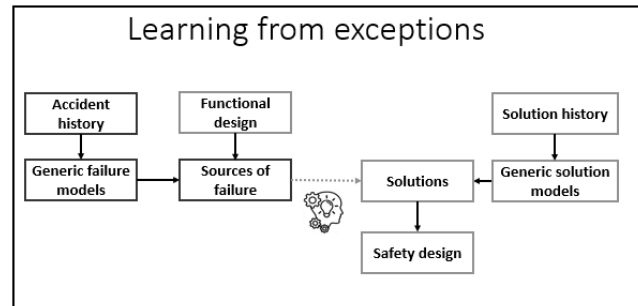 Learning from exceptions
Accident
history
Functional
design
Solution history
Generic failure
models
Sources of
failure
Solutions
Generic solution
models
Safety design